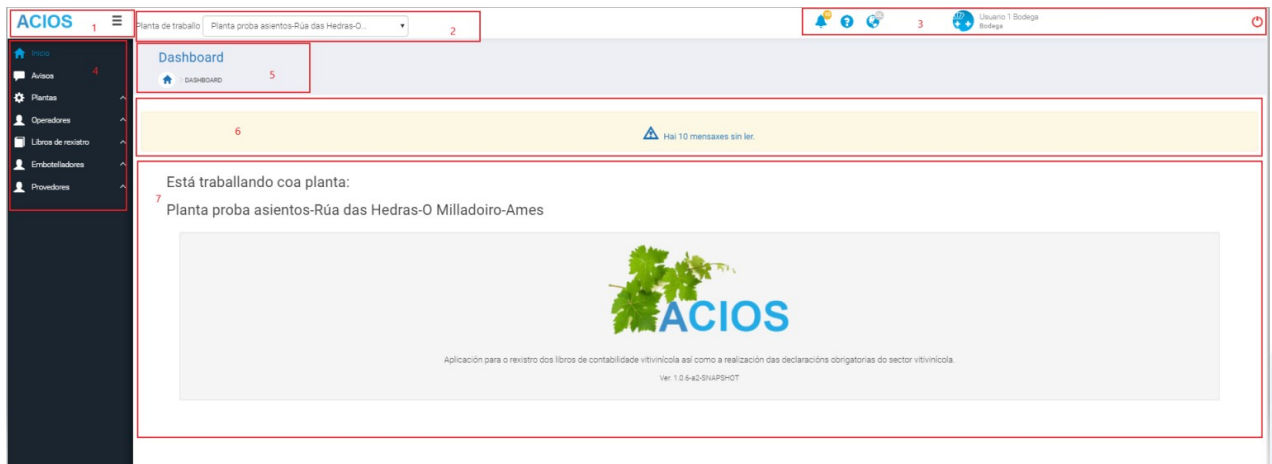 ACIOS
1
Planta de traballo Planta proba asientos-Rúa das Hedras-O...
2
3
Usuario 1 Bodega
Bodega
Inicio
Avisos
4
Plantas
Operadores
Libros de rexistro
Embotelladores
Provedores
Dashboard
DASHBOARD
5
6
Hai 10 mensaxes sin ler.
7
Está traballando coa planta:
Planta proba asientos-Rúa das Hedras-O Milladoiro-Ames
ACIOS
Aplicación para o rexistro dos libros de contabilidade vitivinícola así como a realización das declaracións obrigatorias do sector vitivinícola.
Ver. 1.0.6-a2-SNAPSHOT